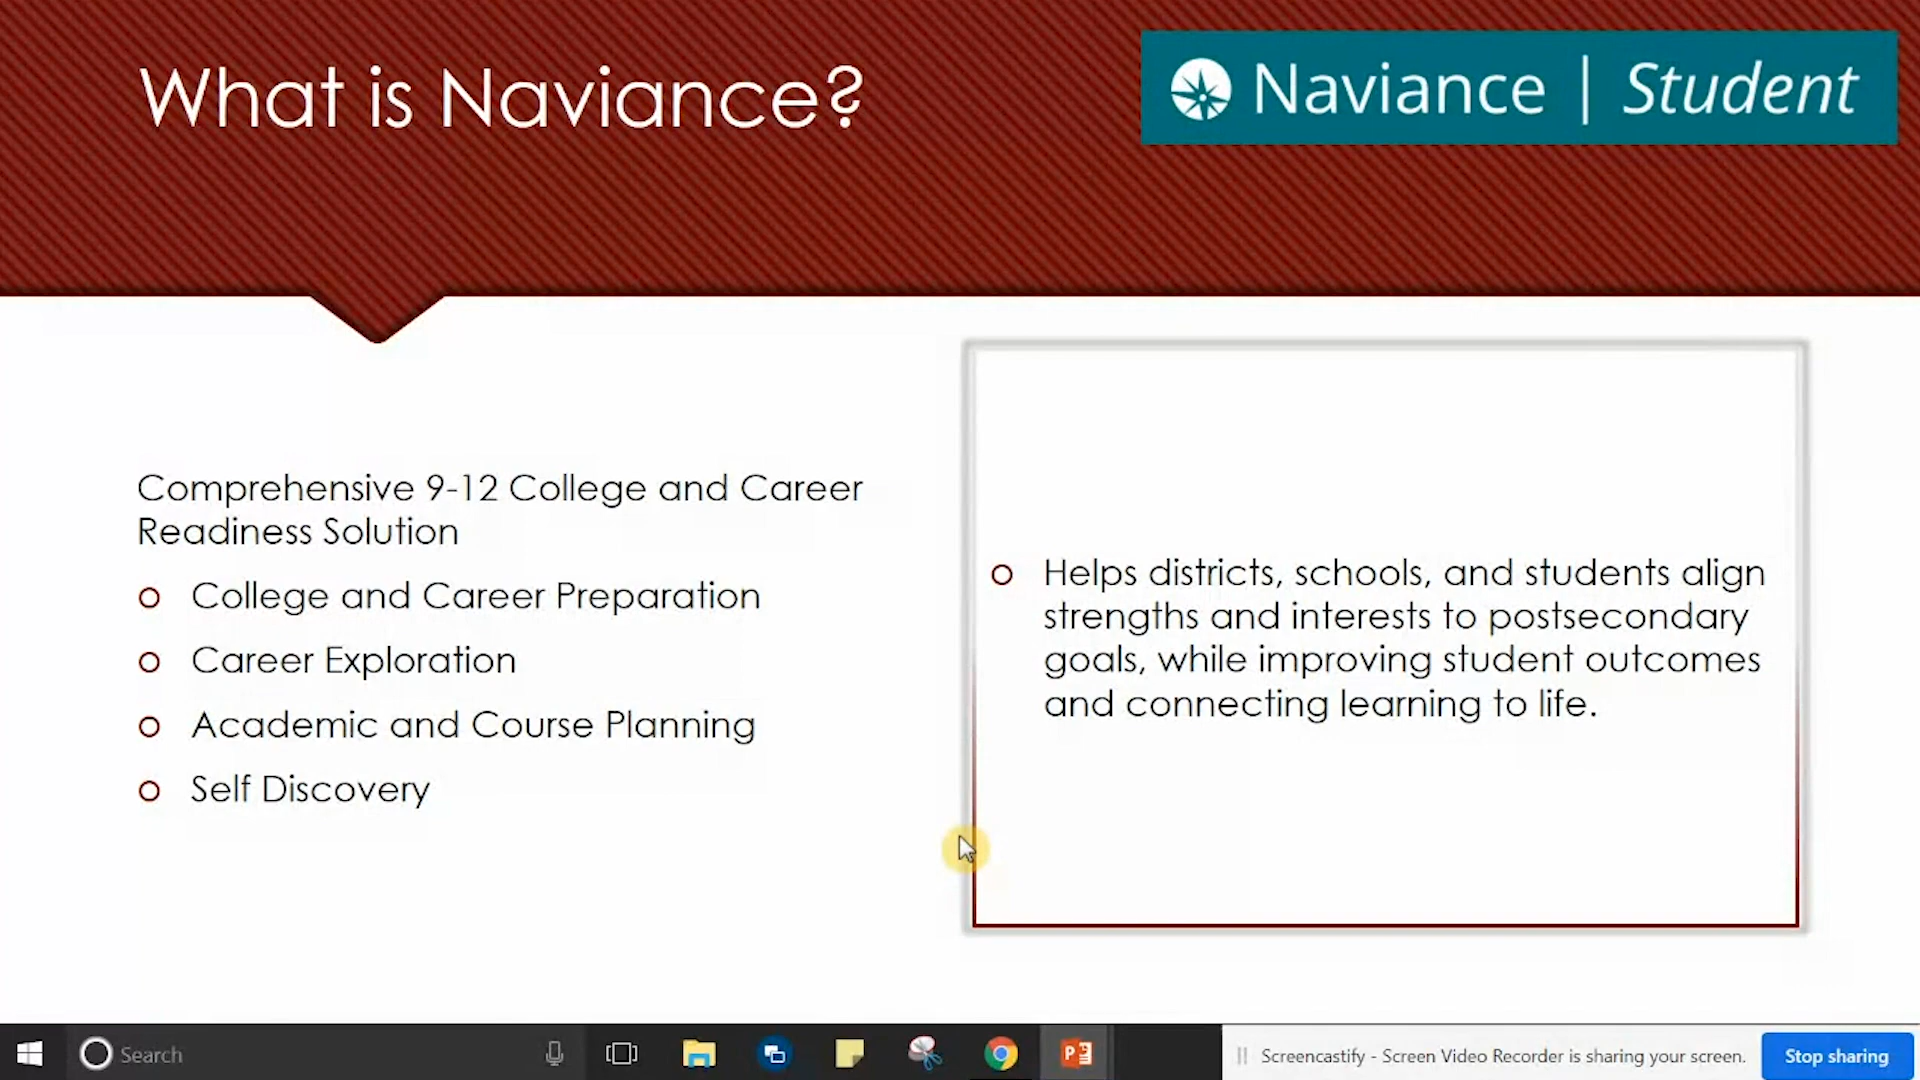 What is Naviance?
Naviance | Student
Comprehensive 9-12 College and Career
Readiness Solution
College and Career Preparation
Career Exploration
Academic and Course Planning
Self Discovery
Helps districts, schools, and students align
strengths and interests to postsecondary
goals, while improving student outcomes
and connecting learning to life.
Search
Screencastify - Screen Video Recorder is sharing your screen.
Stop sharing